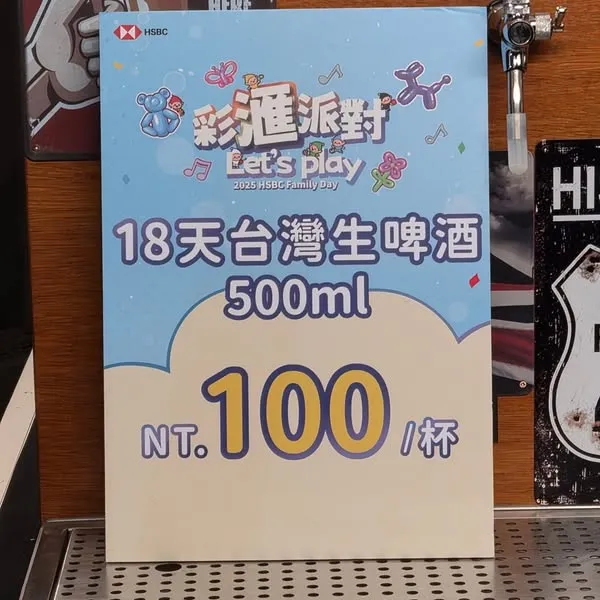 HERE
HSBC
彩滙派對
Let's play
2025 HSBC Family Day
18天台灣生啤酒
500ml
NT.100/杯